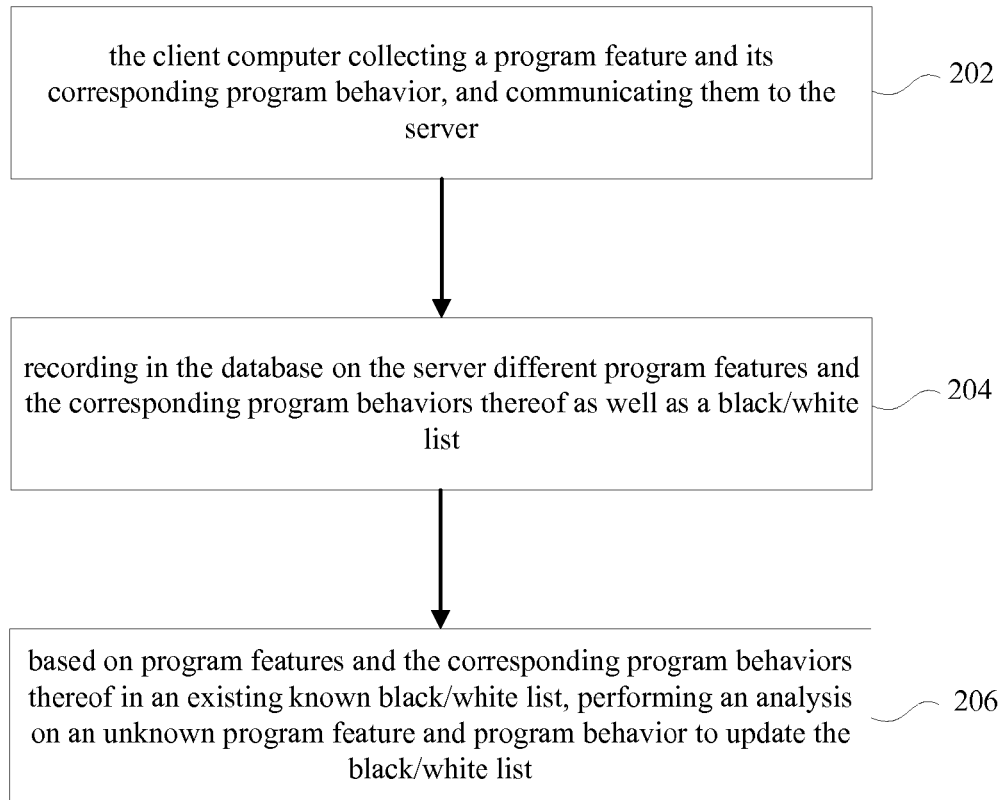 the client computer collecting a program feature and its
corresponding program behavior, and communicating them to the
server
202
recording in the database on the server different program features and
the corresponding program behaviors thereof as well as a black/white
list
204
based on program features and the corresponding program behaviors
thereof in an existing known black/white list, performing an analysis
on an unknown program feature and program behavior to update the
black/white list
206